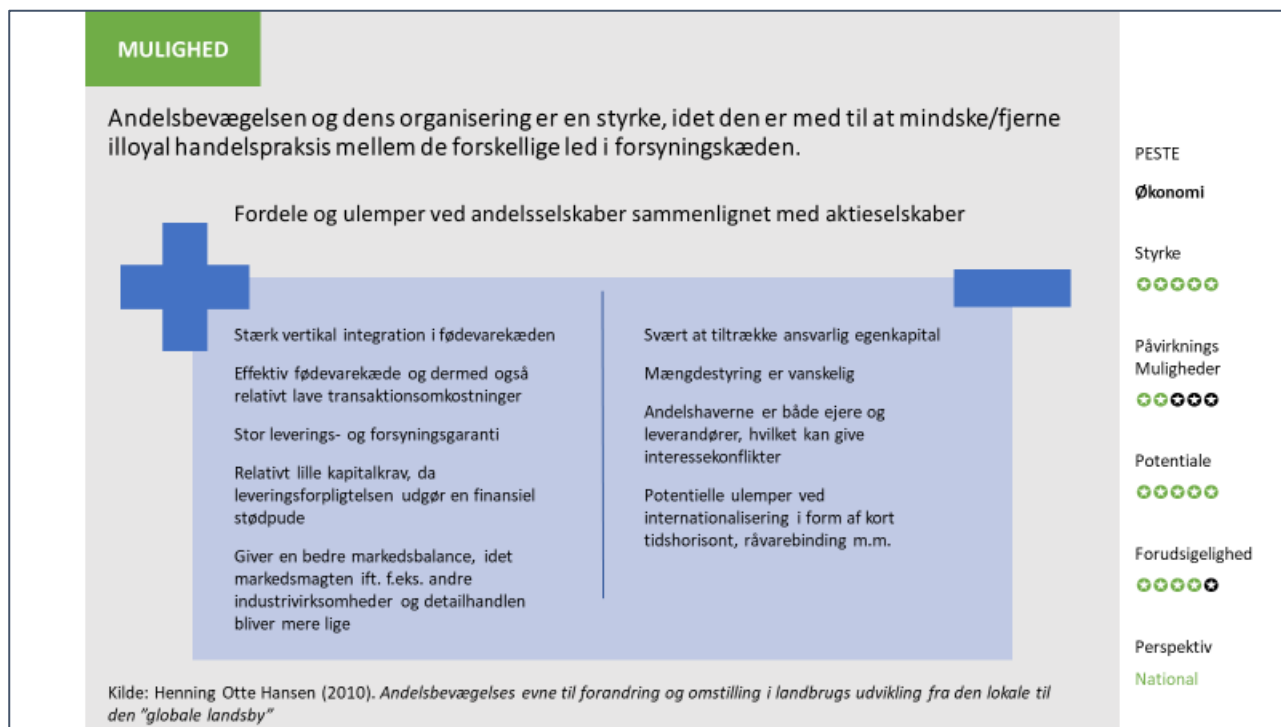 MULIGHED
Andelsbevægelsen og dens organisering er en styrke, idet den er med til at mindske/fjerne
illoyal handelspraksis mellem de forskellige led i forsyningskæden.
Fordele og ulemper ved andelsselskaber sammenlignet med aktieselskaber
Stærk vertikal integration i fødevarekæden
Effektiv fødevarekæde og dermed også
relativt lave transaktionsomkostninger
Stor leverings- og forsyningsgaranti
Relativt lille kapitalkrav, da
leveringsforpligtelsen udgør en finansiel
stødpude
Giver en bedre markedsbalance, idet
markedsmagten ift. f.eks. andre
industrivirksomheder og detailhandlen
bliver mere lige
Svært at tiltrække ansvarlig egenkapital
Mængdestyring er vanskelig
Andelshaverne er både ejere og
leverandører, hvilket kan give
interessekonflikter
Potentielle ulemper ved
internationalisering i form af kort
tidshorisont, råvarebinding m.m.
Kilde: Henning Otte Hansen (2010). Andelsbevægelses evne til forandring og omstilling i landbrugs udvikling fra den lokale til
den ”globale landsby”
PESTE
Økonomi
Styrke
Påvirknings
Muligheder
Potentiale
Forudsigelighed
Perspektiv
National